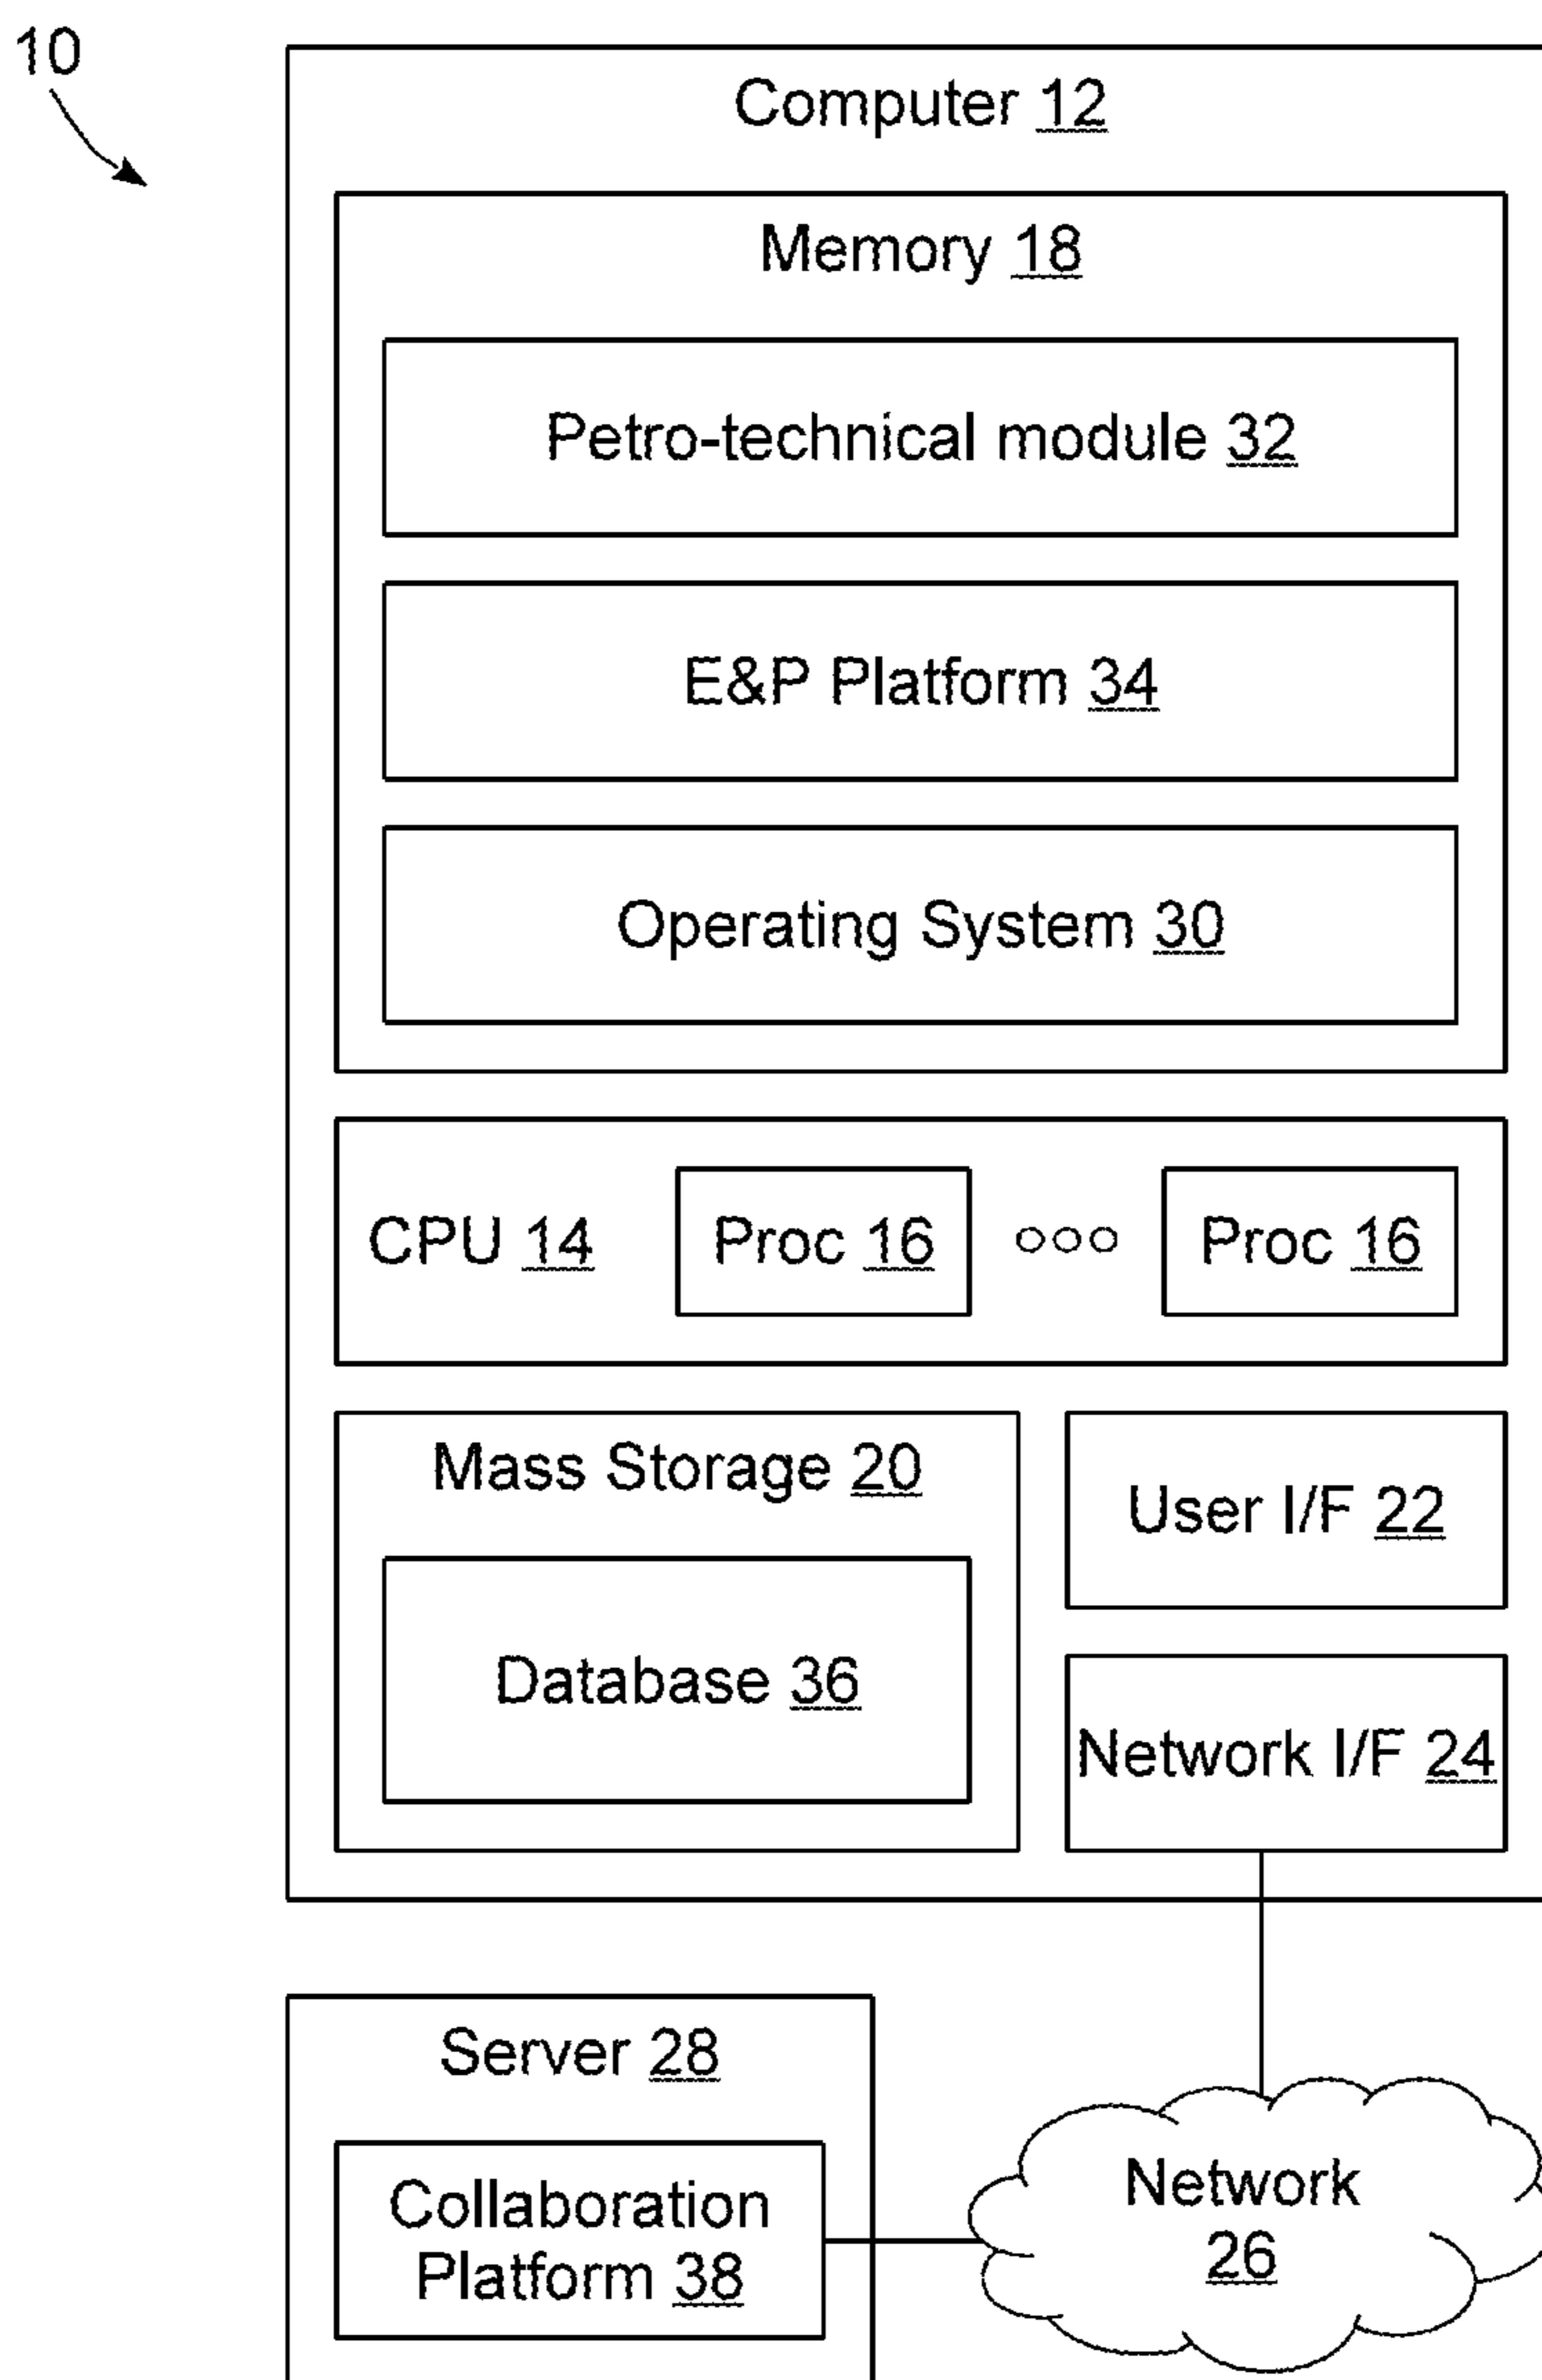 10
Computer 12
Memory 18
Petro-technical module 32
E&P Platform 34
Operating System 30
CPU 14
Proc 16
Proc 16
Mass Storage 20
User I/F 22
Database 36
Network I/F 24
Server 28
Collaboration
Platform 38
Network
26